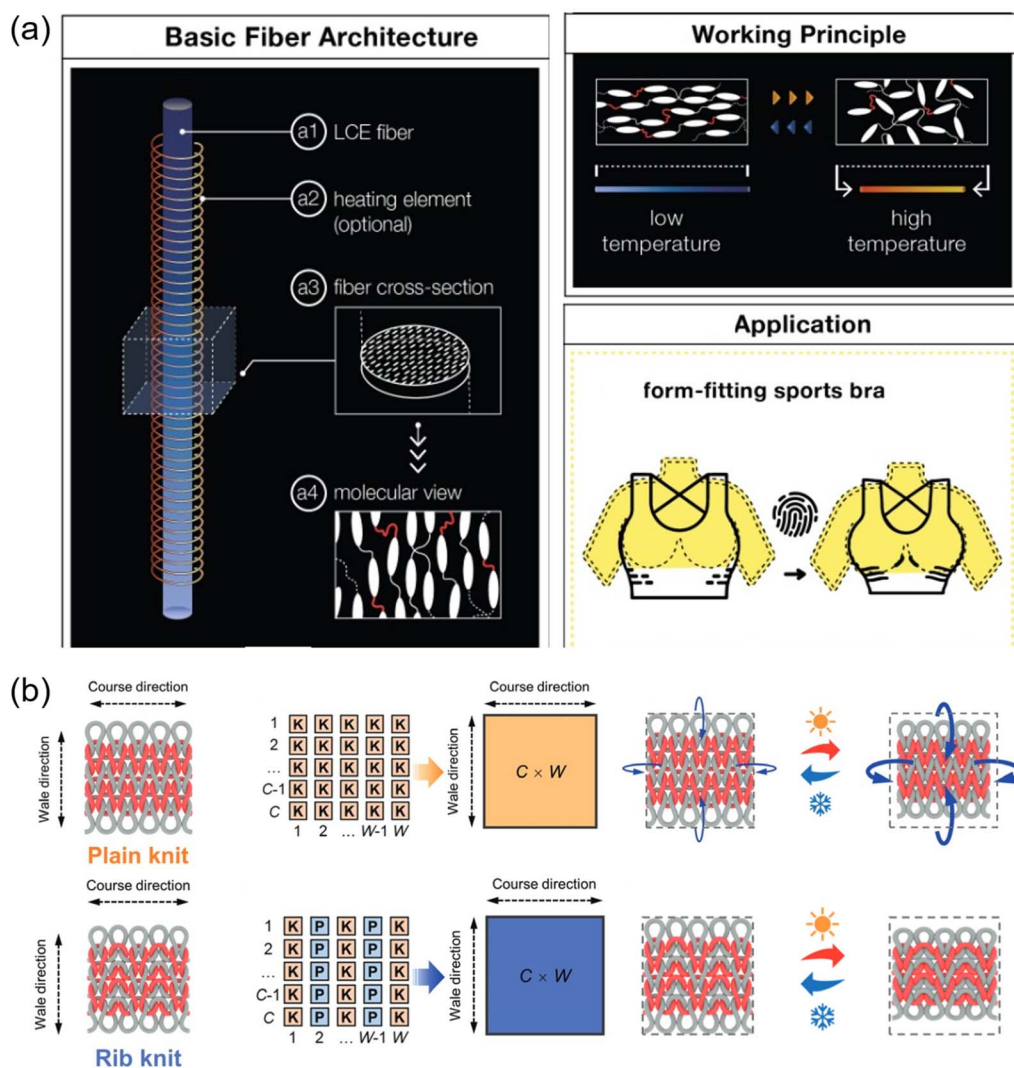 (a)
Basic Fiber Architecture
a1 LCE fiber
a2 heating element
(optional)
a3 fiber cross-section
a4 molecular view
Working Principle
low
temperature
high
temperature
Application
form-fitting sports bra
(b)
Course direction
Wale direction
Plain knit
1 K K K K K
2 K K K K K
... K K K K K
C-1 K K K K K
C K K K K K
1 2 ... W-1 W
Course direction
Wale direction
C × W
Course direction
Wale direction
Rib knit
1 K P K P K
2 K P K P K
... K P K P K
C-1 K P K P K
C K P K P K
1 2 ... W-1 W
Course direction
Wale direction
C × W